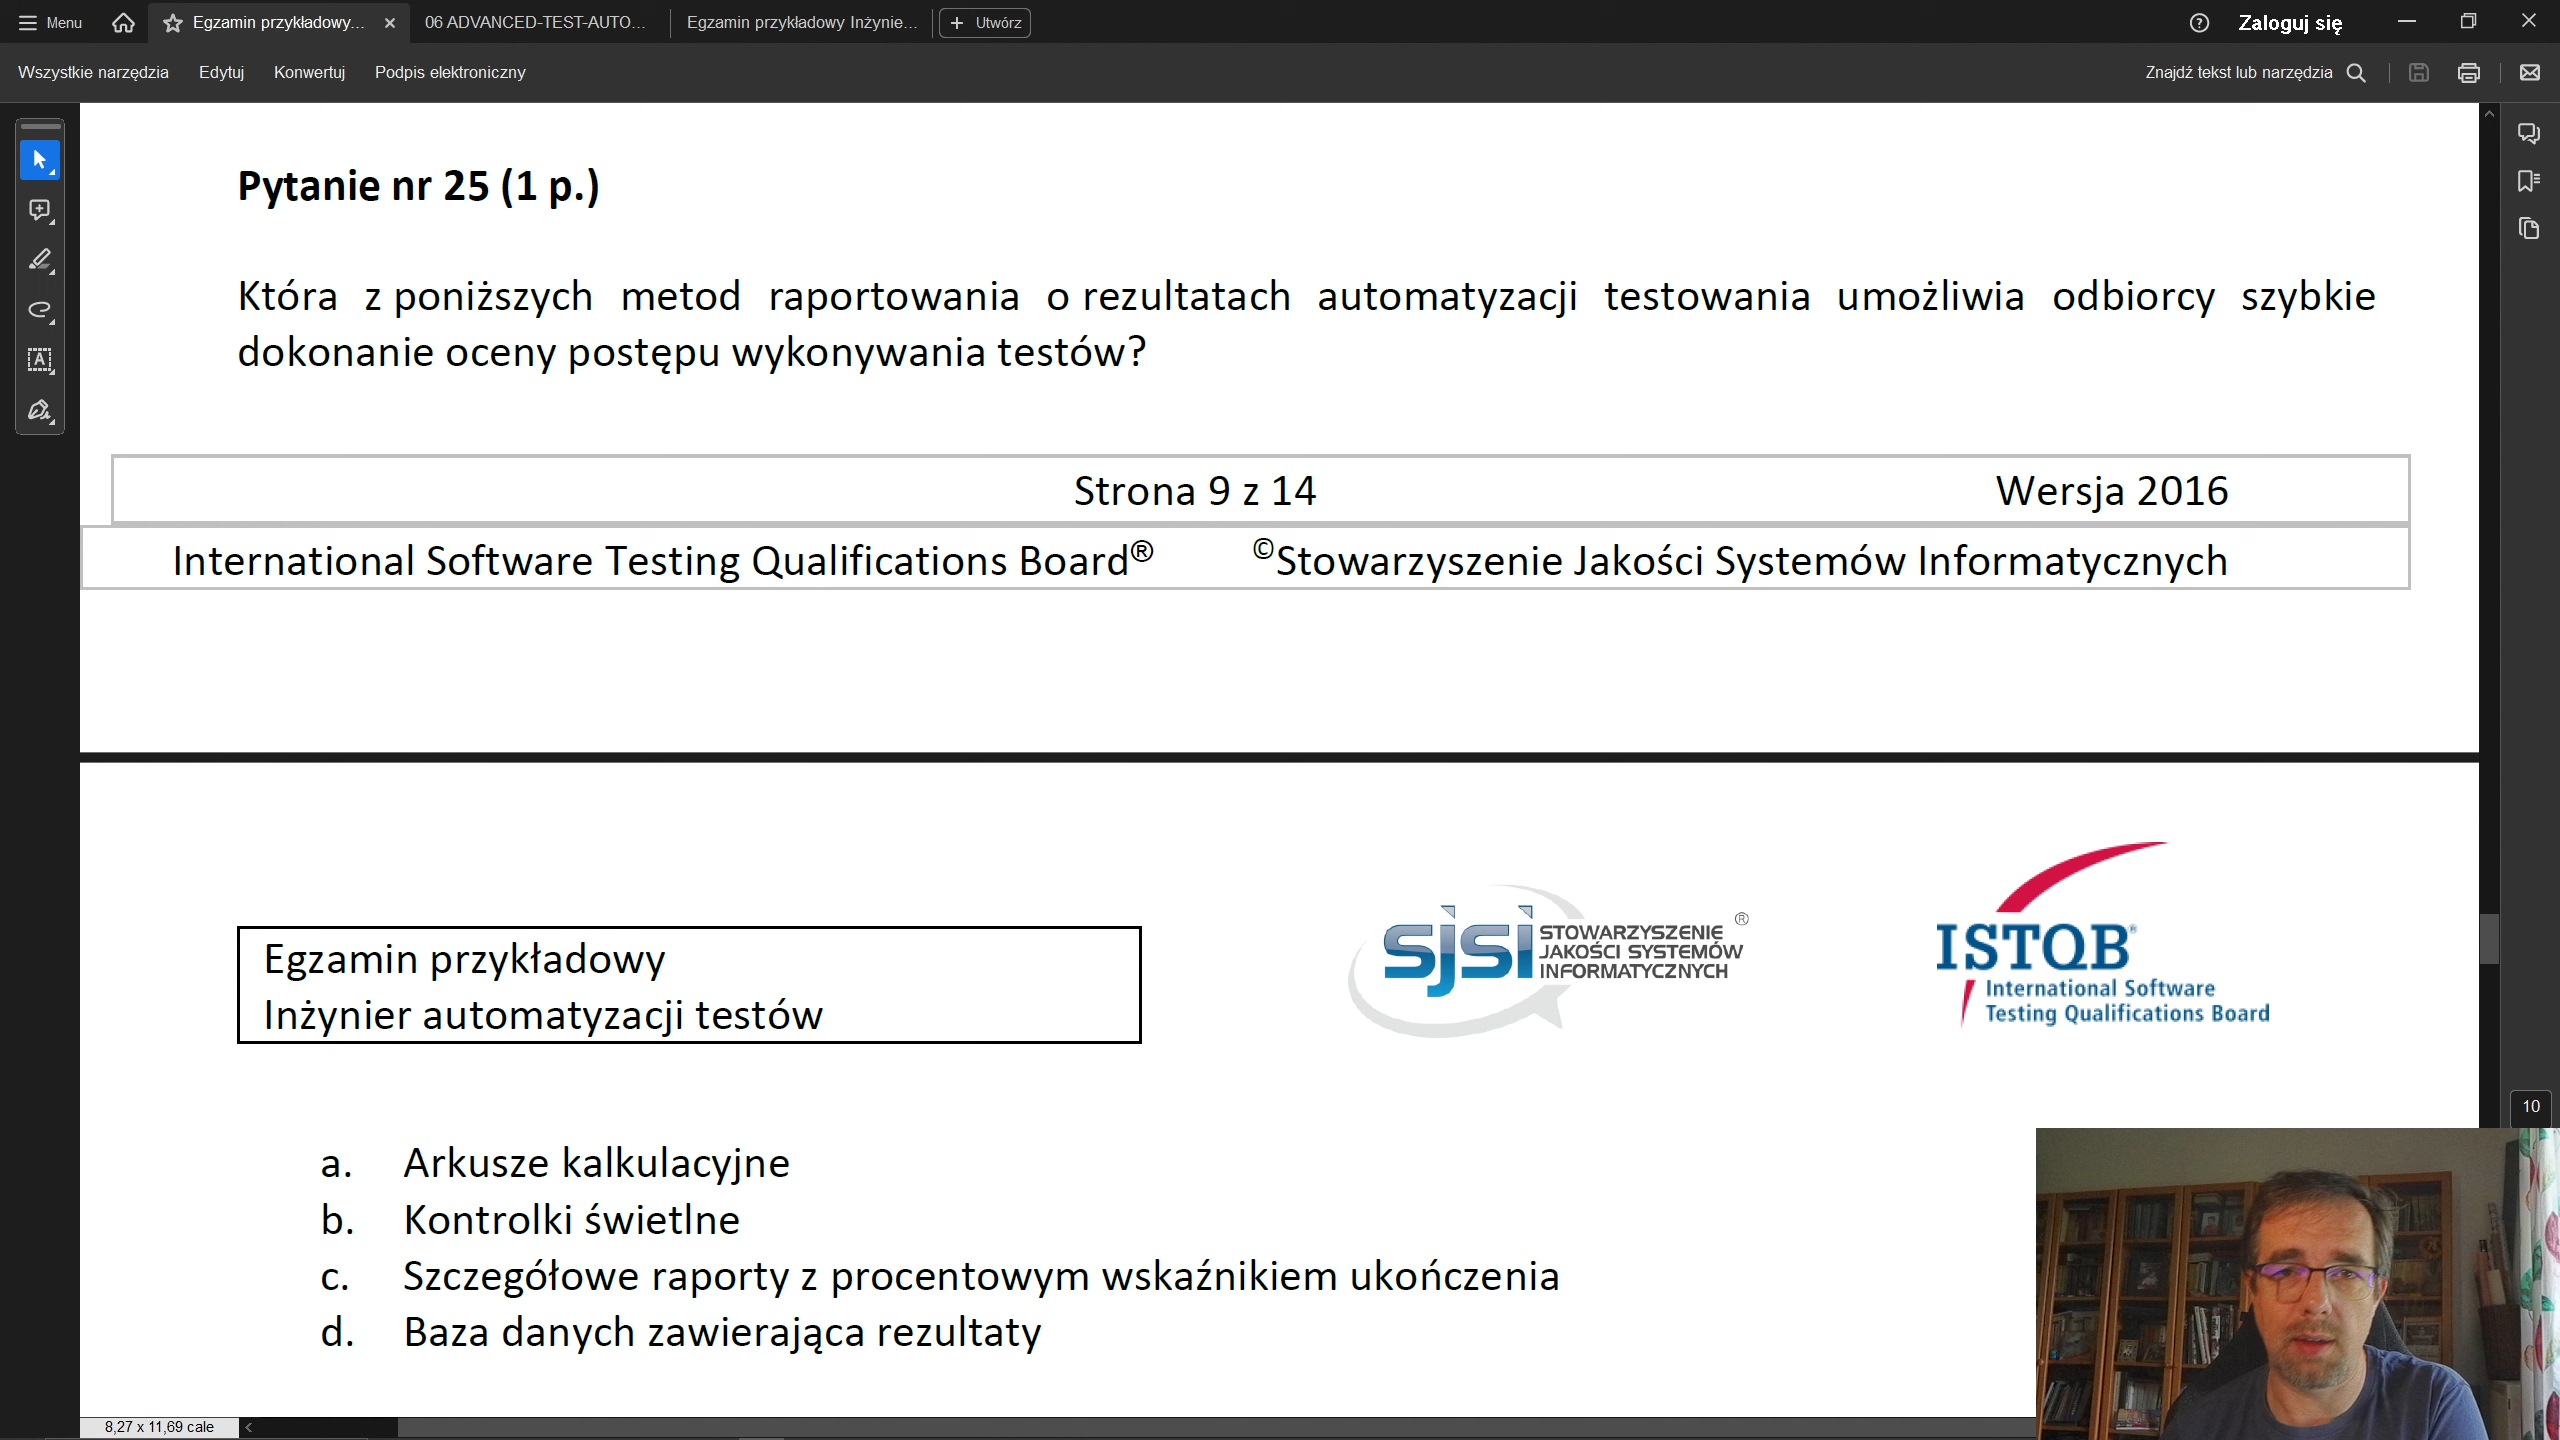 Menu
Egzamin przykładowy...
06 ADVANCED-TEST-AUTO...
Egzamin przykładowy Inżynie...
Utwórz
Zaloguj się
Wszystkie narzędzia
Edytuj
Konwertuj
Podpis elektroniczny
Znajdź tekst lub narzędzia
Pytanie nr 25 (1 p.)
Która z poniższych metod raportowania o rezultatach automatyzacji testowania umożliwia odbiorcy szybkie
dokonanie oceny postępu wykonywania testów?
Strona 9 z 14
Wersja 2016
International Software Testing Qualifications Board®
©Stowarzyszenie Jakości Systemów Informatycznych
Egzamin przykładowy
Inżynier automatyzacji testów
sjsi
STOWARZYSZENIE ®
JAKOŚCI SYSTEMÓW
INFORMATYCZNYCH
ISTQB®
International Software
Testing Qualifications Board
10
a. Arkusze kalkulacyjne
b. Kontrolki świetlne
c. Szczegółowe raporty z procentowym wskaźnikiem ukończenia
d. Baza danych zawierająca rezultaty
8,27 x 11,69 cale